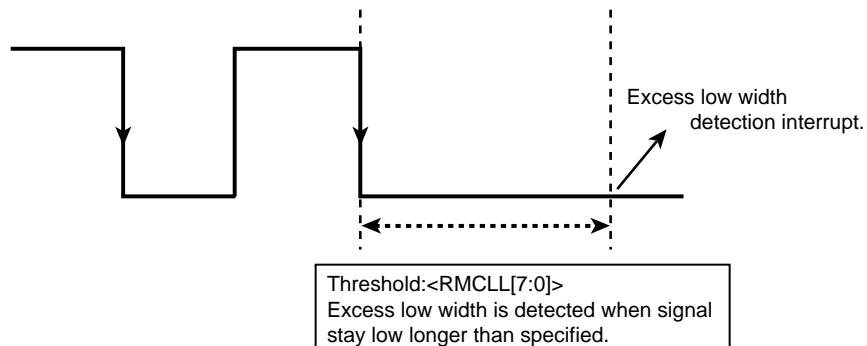 Excess low width
detection interrupt.
Threshold:<RMCLL[7:0]>
Excess low width is detected when signal
stay low longer than specified.